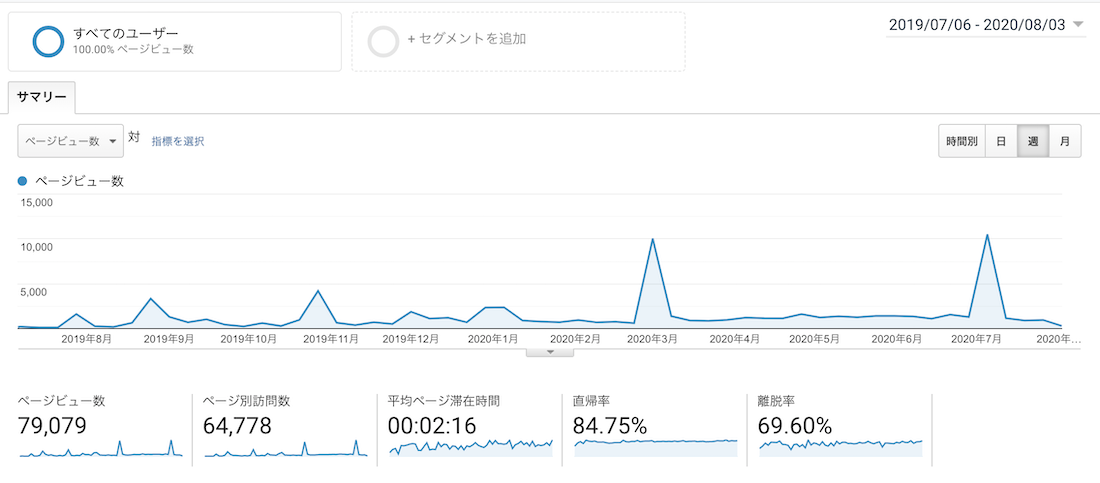 すべてのユーザー
100.00% ページビュー数
+ セグメントを追加
2019/07/06 - 2020/08/03
サマリー
ページビュー数
対
指標を選択
時間別 日 週 月
ページビュー数
15,000
10,000
5,000
2019年8月 2019年9月 2019年10月 2019年11月 2019年12月 2020年1月 2020年2月 2020年3月 2020年4月 2020年5月 2020年6月 2020年7月 2020年…
ページビュー数
79,079
ページ別訪問数
64,778
平均ページ滞在時間
00:02:16
直帰率
84.75%
離脱率
69.60%